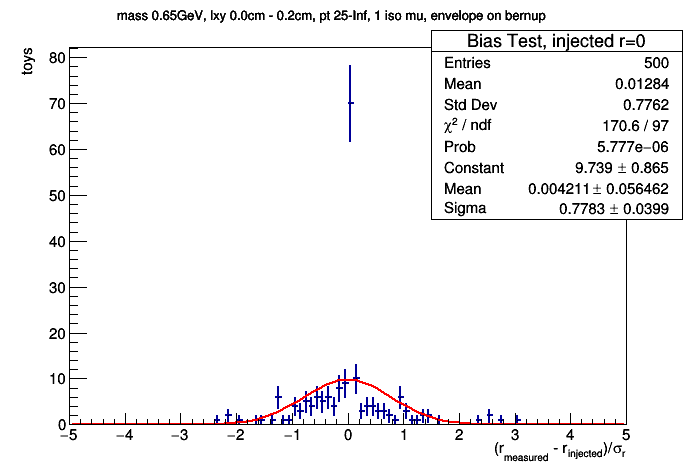 mass 0.65GeV, lxy 0.0cm - 0.2cm, pt 25-Inf, 1 iso mu, envelope on bernup
Bias Test, injected r=0
Entries 500
Mean 0.01284
Std Dev 0.7762
χ² / ndf 170.6 / 97
Prob 5.777e−06
Constant 9.739 ± 0.865
Mean 0.004211 ± 0.056462
Sigma 0.7783 ± 0.0399
toys
80
70
60
50
40
30
20
10
0
−5 −4 −3 −2 −1 0 1 2 3 4 5
(r_measured - r_injected)/σ_r